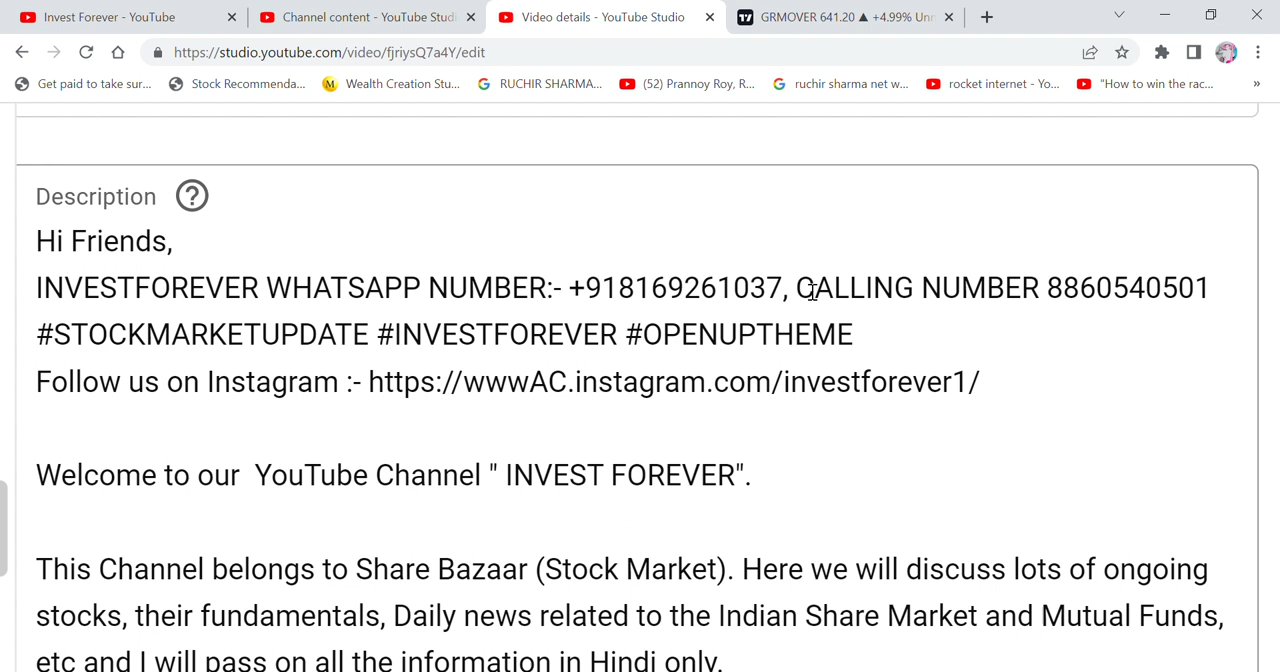 Invest Forever - YouTube
Channel content - YouTube Studi
Video details - YouTube Studio
GRMOVER 641.20 ▲ +4.99% Unn
https://studio.youtube.com/video/fjriysQ7a4Y/edit
Get paid to take sur...
Stock Recommenda...
M Wealth Creation Stu...
G RUCHIR SHARMA...
(52) Prannoy Roy, R...
G ruchir sharma net w...
rocket internet - Yo...
"How to win the rac...
»
Description ?
Hi Friends,
INVESTFOREVER WHATSAPP NUMBER:- +918169261037, CALLING NUMBER 8860540501
#STOCKMARKETUPDATE #INVESTFOREVER #OPENUPTHEME
Follow us on Instagram :- https://wwwAC.instagram.com/investforever1/
Welcome to our  YouTube Channel " INVEST FOREVER".
This Channel belongs to Share Bazaar (Stock Market). Here we will discuss lots of ongoing
stocks, their fundamentals, Daily news related to the Indian Share Market and Mutual Funds,
etc and I will pass on all the information in Hindi only.